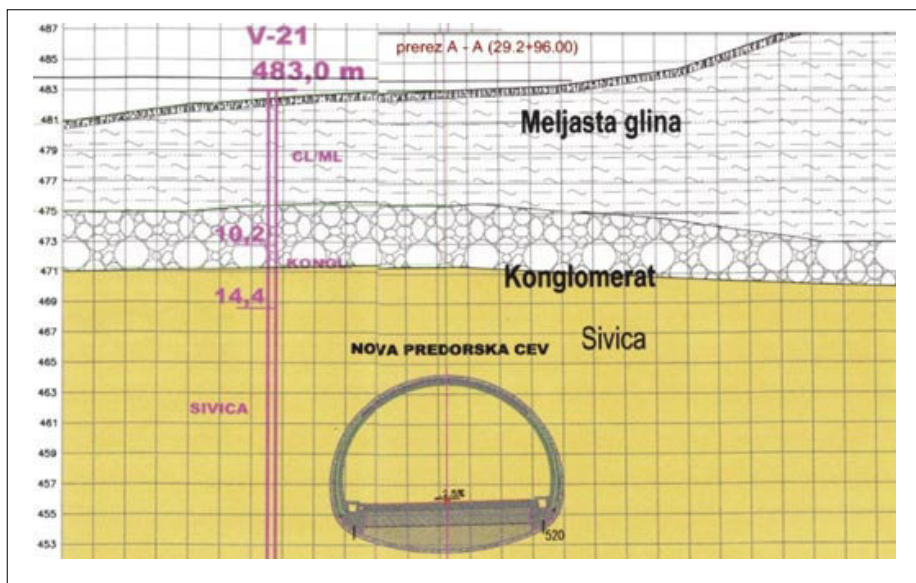 487
V-21
prerez A - A (29.2+96.00)
485
483,0 m
483
481
Meljasta glina
479
CL/ML
477
475
10,2
473
KONGL
471
Konglomerat
14,4
469
467
Sivica
NOVA PREDORSKA CEV
465
463
461
SIVICA
459
457
455
520
453